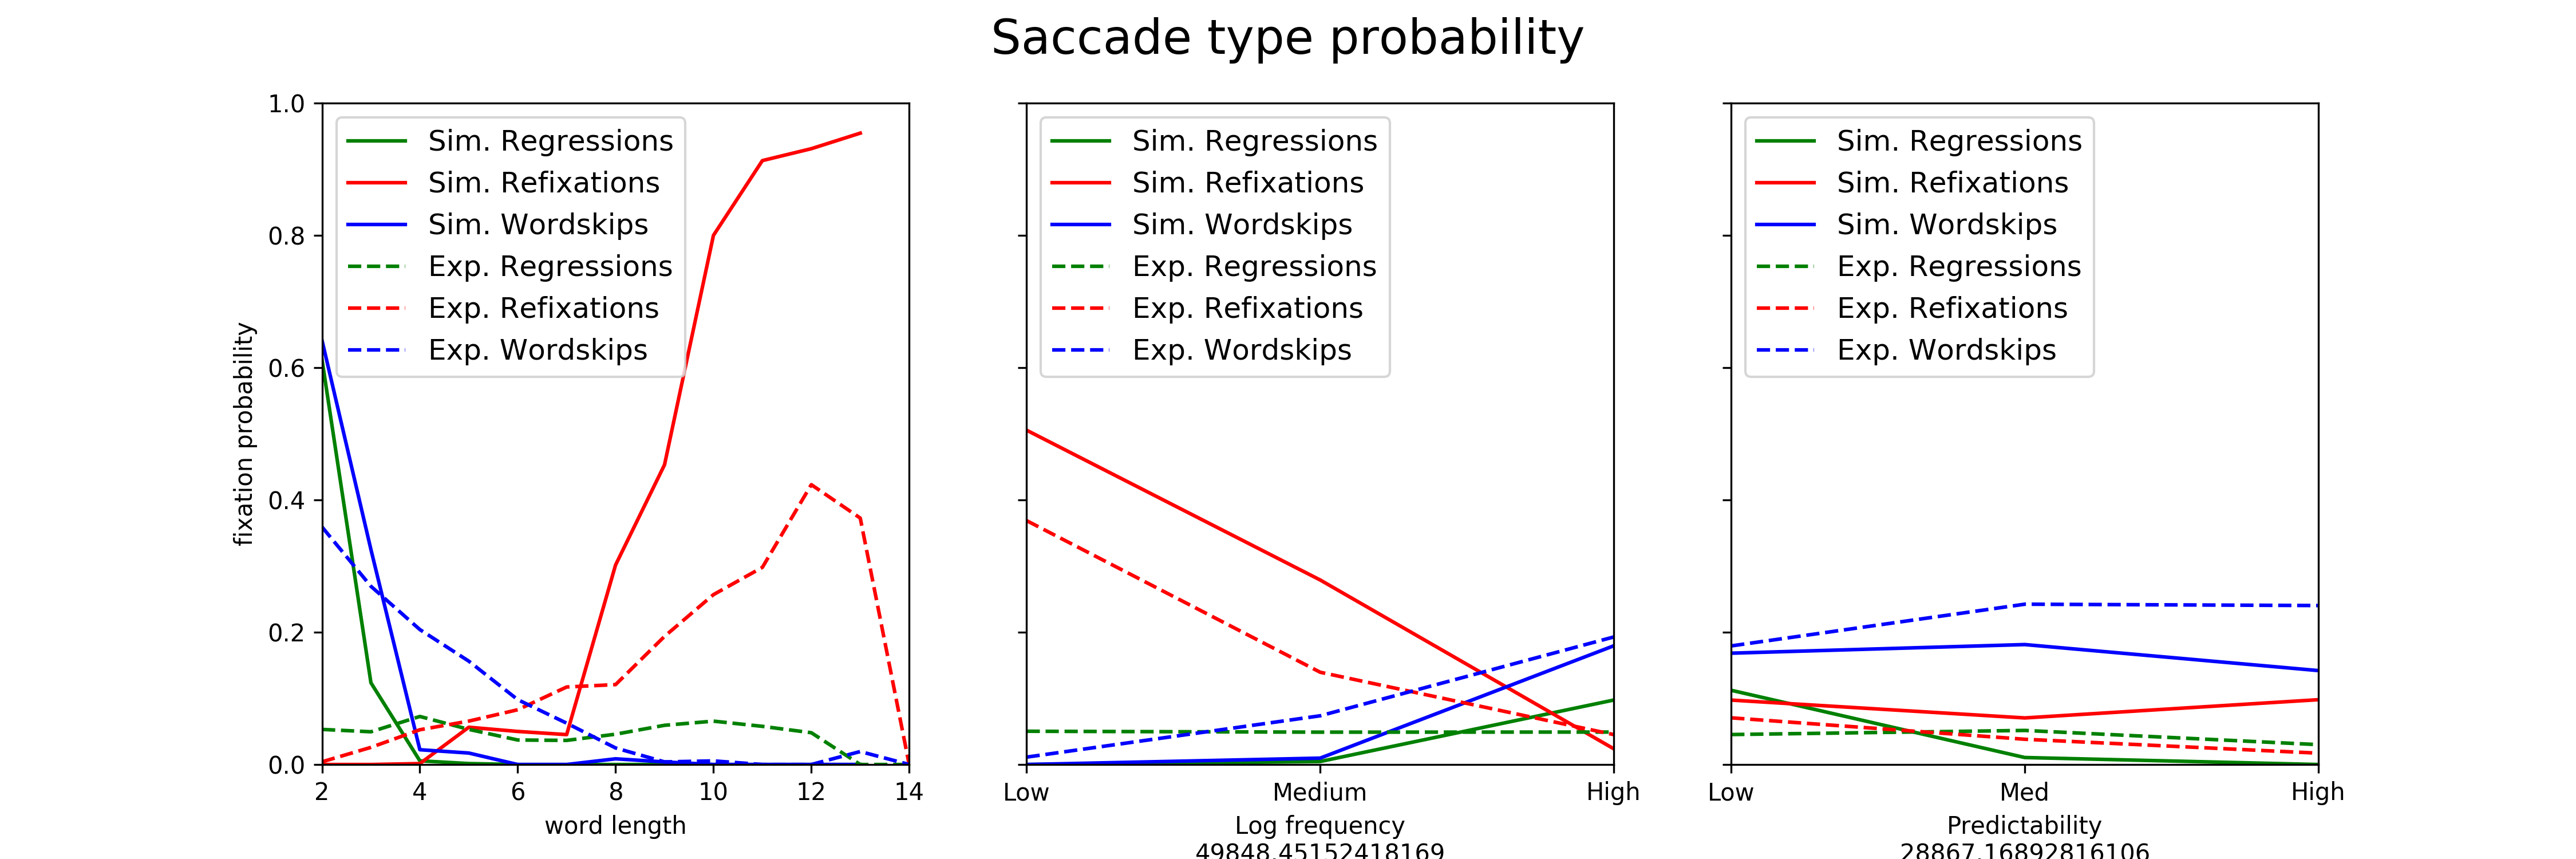 Saccade type probability
fixation probability
1.0
0.8
0.6
0.4
0.2
0.0
Sim. Regressions
Sim. Refixations
Sim. Wordskips
Exp. Regressions
Exp. Refixations
Exp. Wordskips
2 4 6 8 10 12 14
word length
Sim. Regressions
Sim. Refixations
Sim. Wordskips
Exp. Regressions
Exp. Refixations
Exp. Wordskips
Low Medium High
Log frequency
49848.45152418169
Sim. Regressions
Sim. Refixations
Sim. Wordskips
Exp. Regressions
Exp. Refixations
Exp. Wordskips
Low Med High
Predictability
28867.16892816106